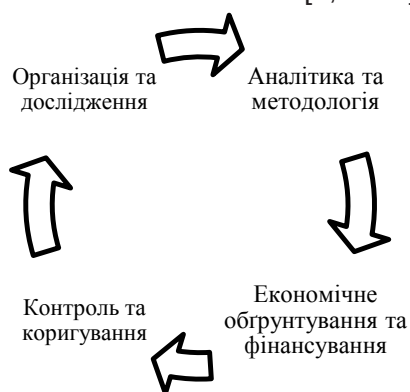 Організація та
дослідження
Аналітика та
методологія
Економічне
обґрунтування та
фінансування
Контроль та
коригування